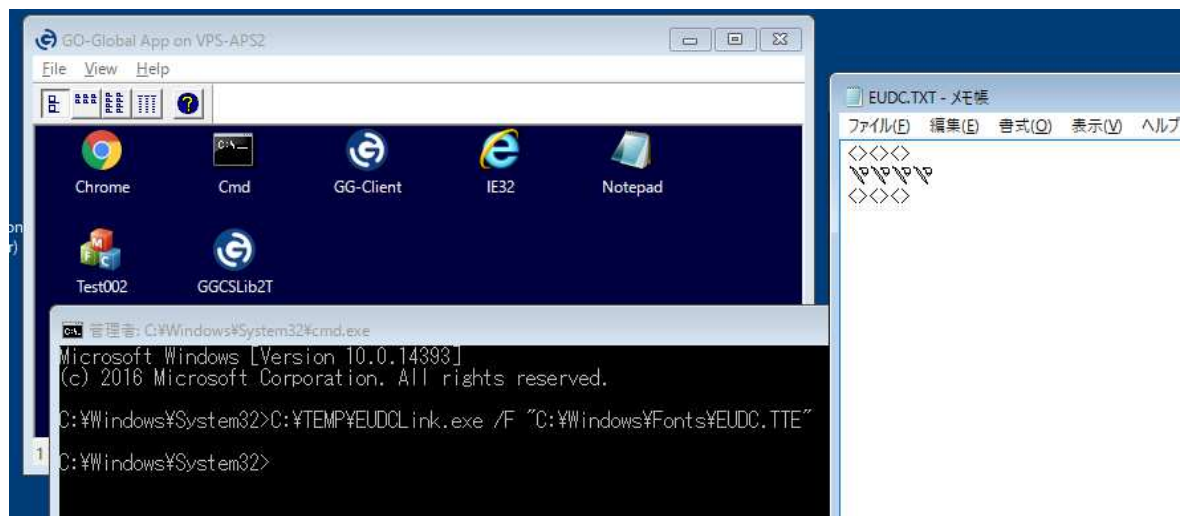 GO-Global App on VPS-APS2
File View Help
Chrome Cmd GG-Client IE32 Notepad
Test002 GGCSLib2T
管理者: C:¥Windows¥System32¥cmd.exe
Microsoft Windows [Version 10.0.14393]
(c) 2016 Microsoft Corporation. All rights reserved.
C:¥Windows¥System32>C:¥TEMP¥EUDCLink.exe /F "C:¥Windows¥Fonts¥EUDC.TTE"
C:¥Windows¥System32>
1
EUDC.TXT - メモ帳
ファイル(F) 編集(E) 書式(O) 表示(V) ヘルプ
<><><>
<><><>